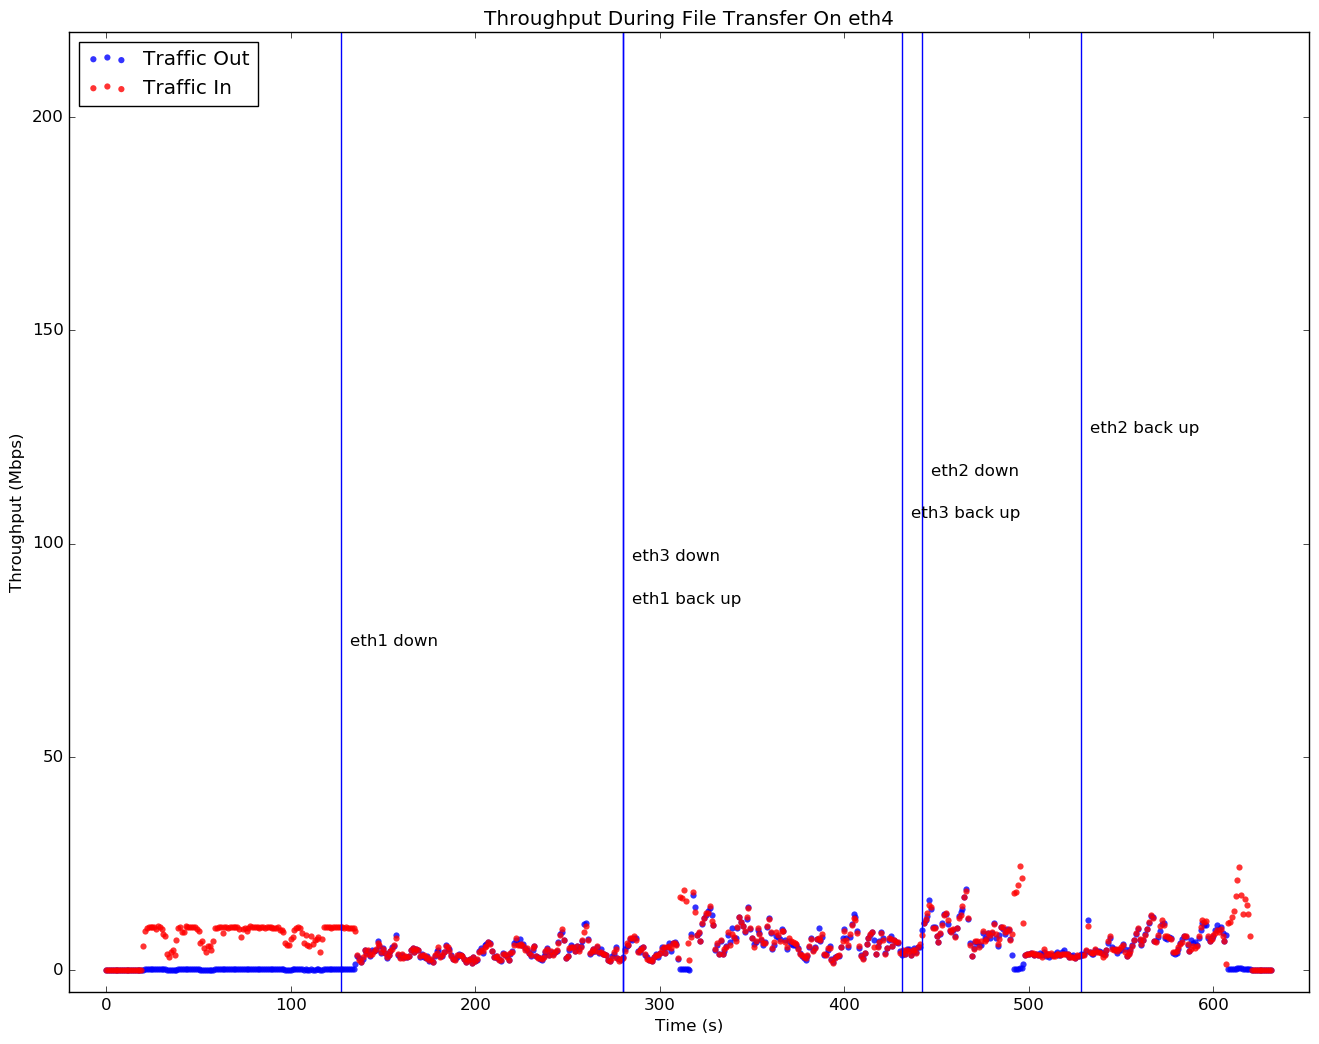 Throughput During File Transfer On eth4
Traffic Out
Traffic In
200
150
100
50
0
Throughput (Mbps)
eth2 back up
eth2 down
eth3 back up
eth3 down
eth1 back up
eth1 down
0 100 200 300 400 500 600
Time (s)